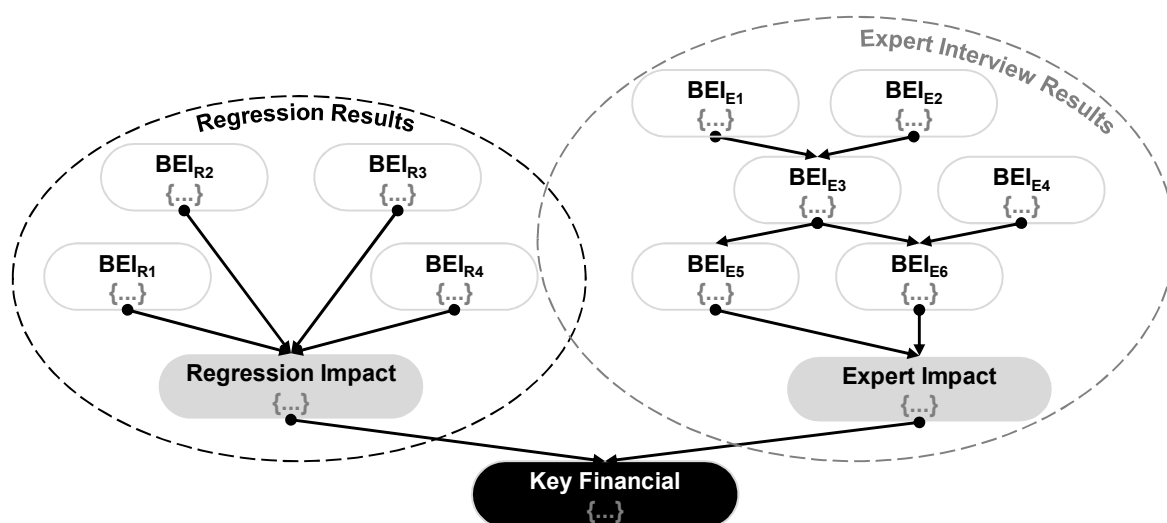 Regression Results
Expert Interview Results
BEI_R2
{...}
BEI_R3
{...}
BEI_R1
{...}
BEI_R4
{...}
Regression Impact
{...}
BEI_E1
{...}
BEI_E2
{...}
BEI_E3
{...}
BEI_E4
{...}
BEI_E5
{...}
BEI_E6
{...}
Expert Impact
{...}
Key Financial
{...}